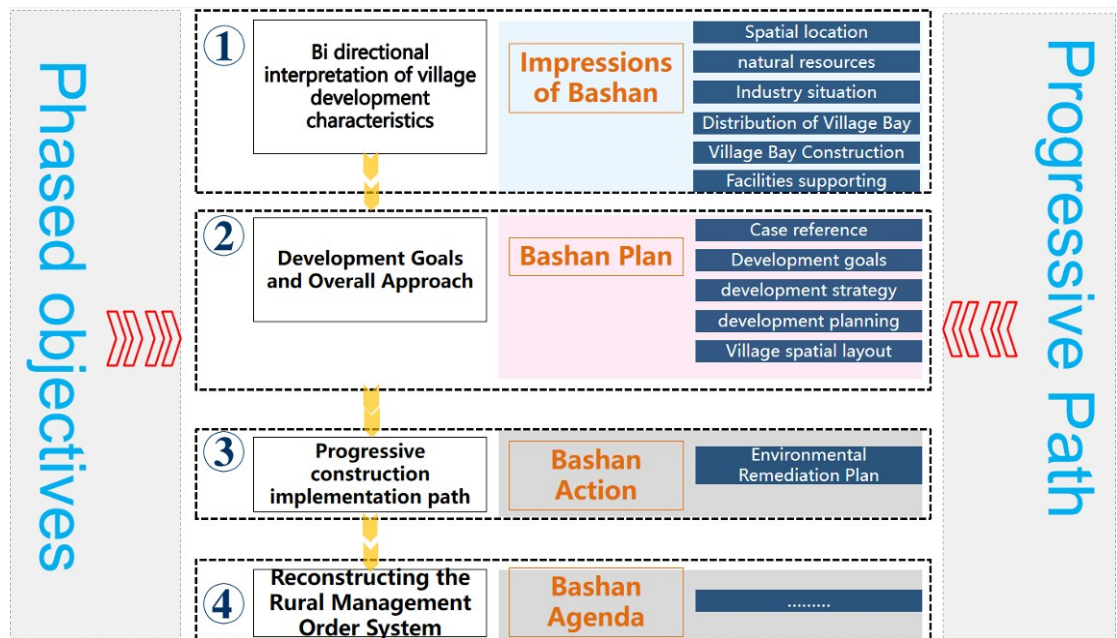 Phased objectives
①
Bi directional
interpretation of village
development
characteristics
Impressions
of Bashan
Spatial location
natural resources
Industry situation
Distribution of Village Bay
Village Bay Construction
Facilities supporting
②
Development Goals
and Overall Approach
Bashan Plan
Case reference
Development goals
development strategy
development planning
Village spatial layout
③
Progressive
construction
implementation path
Bashan
Action
Environmental
Remediation Plan
④
Reconstructing the
Rural Management
Order System
Bashan
Agenda
.........
Progressive Path